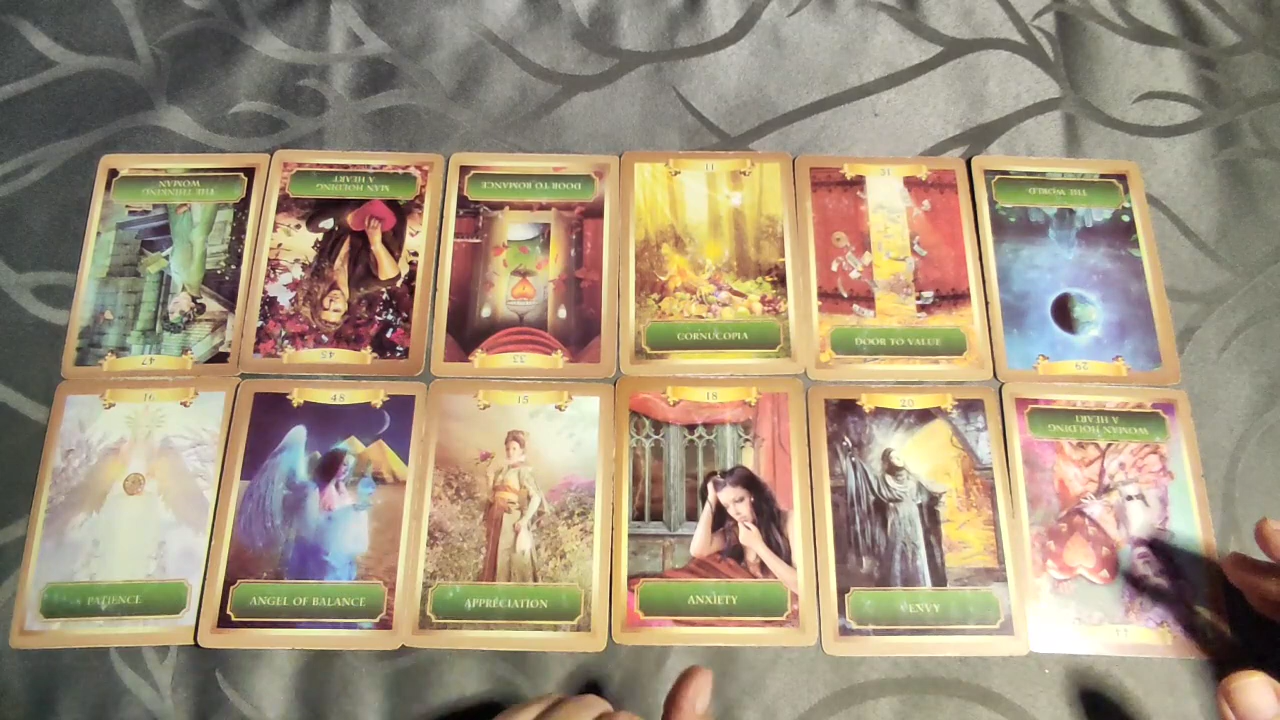 THE THINKING
WOMAN
47
MAN HOLDING
A HEART
45
DOOR TO ROMANCE
33
11
CORNUCOPIA
31
DOOR TO VALUE
THE WORLD
29
16
PATIENCE
48
ANGEL OF BALANCE
15
APPRECIATION
18
ANXIETY
20
ENVY
WOMAN HOLDING
A HEART